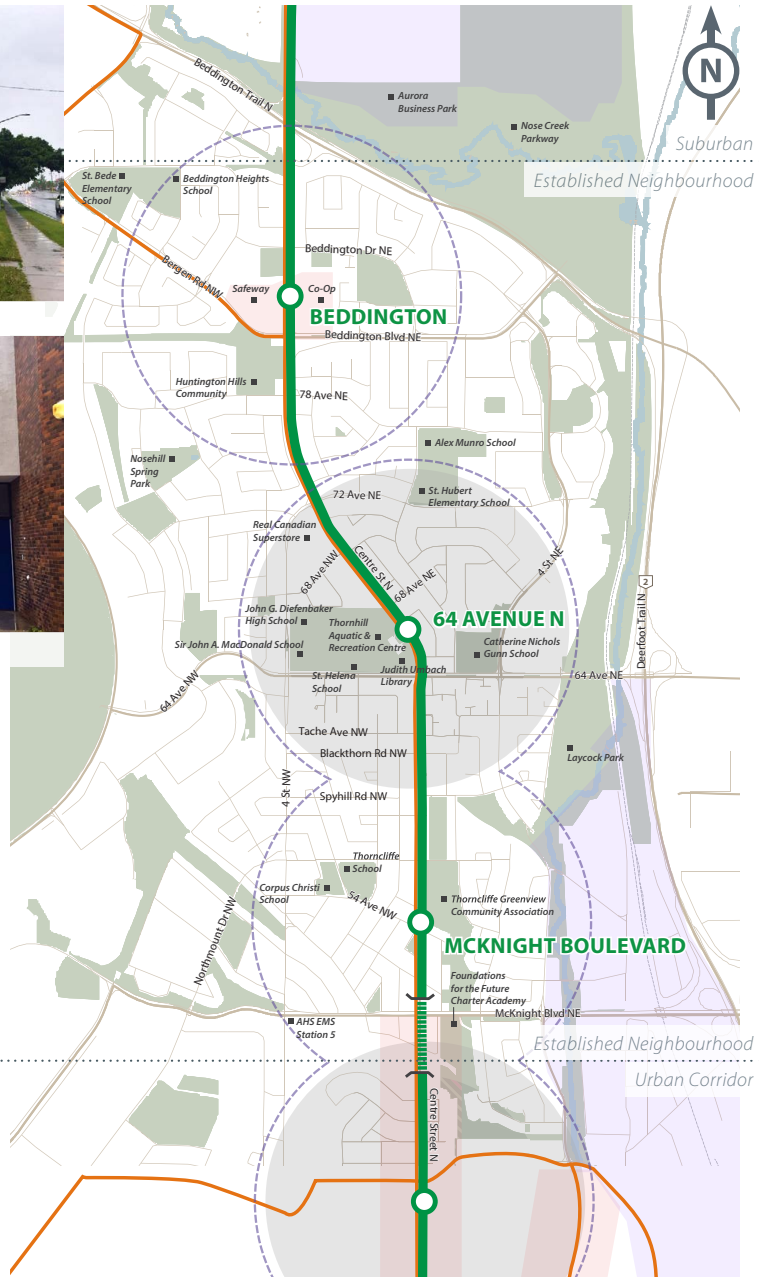 N
Beddington Trail N
Aurora
Business Park
Nose Creek
Parkway
Suburban
Established Neighbourhood
St. Bede
Elementary
School
Beddington Heights
School
Bergen Rd NW
Beddington Dr NE
Safeway
Co-Op
BEDDINGTON
Beddington Blvd NE
Huntington Hills
Community
78 Ave NE
Alex Munro School
Nosehill
Spring
Park
72 Ave NE
St. Hubert
Elementary School
Real Canadian
Superstore
68 Ave NW
Centre St N
68 Ave NE
4 St NE
2
Deerfoot Trail N
John G. Diefenbaker
High School
Thornhill
Aquatic &
Recreation Centre
64 AVENUE N
Sir John A. MacDonald School
Catherine Nichols
Gunn School
St. Helena
School
Judith Umbach
Library
64 Ave NE
64 Ave NW
Tache Ave NW
Blackthorn Rd NW
Laycock Park
4 St NW
Spyhill Rd NW
Thorncliffe
School
Corpus Christi
School
54 Ave NW
Thorncliffe Greenview
Community Association
Northmount Dr NW
MCKNIGHT BOULEVARD
Foundations
for the Future
Charter Academy
McKnight Blvd NE
AHS EMS
Station 5
Established Neighbourhood
Urban Corridor
Centre Street N